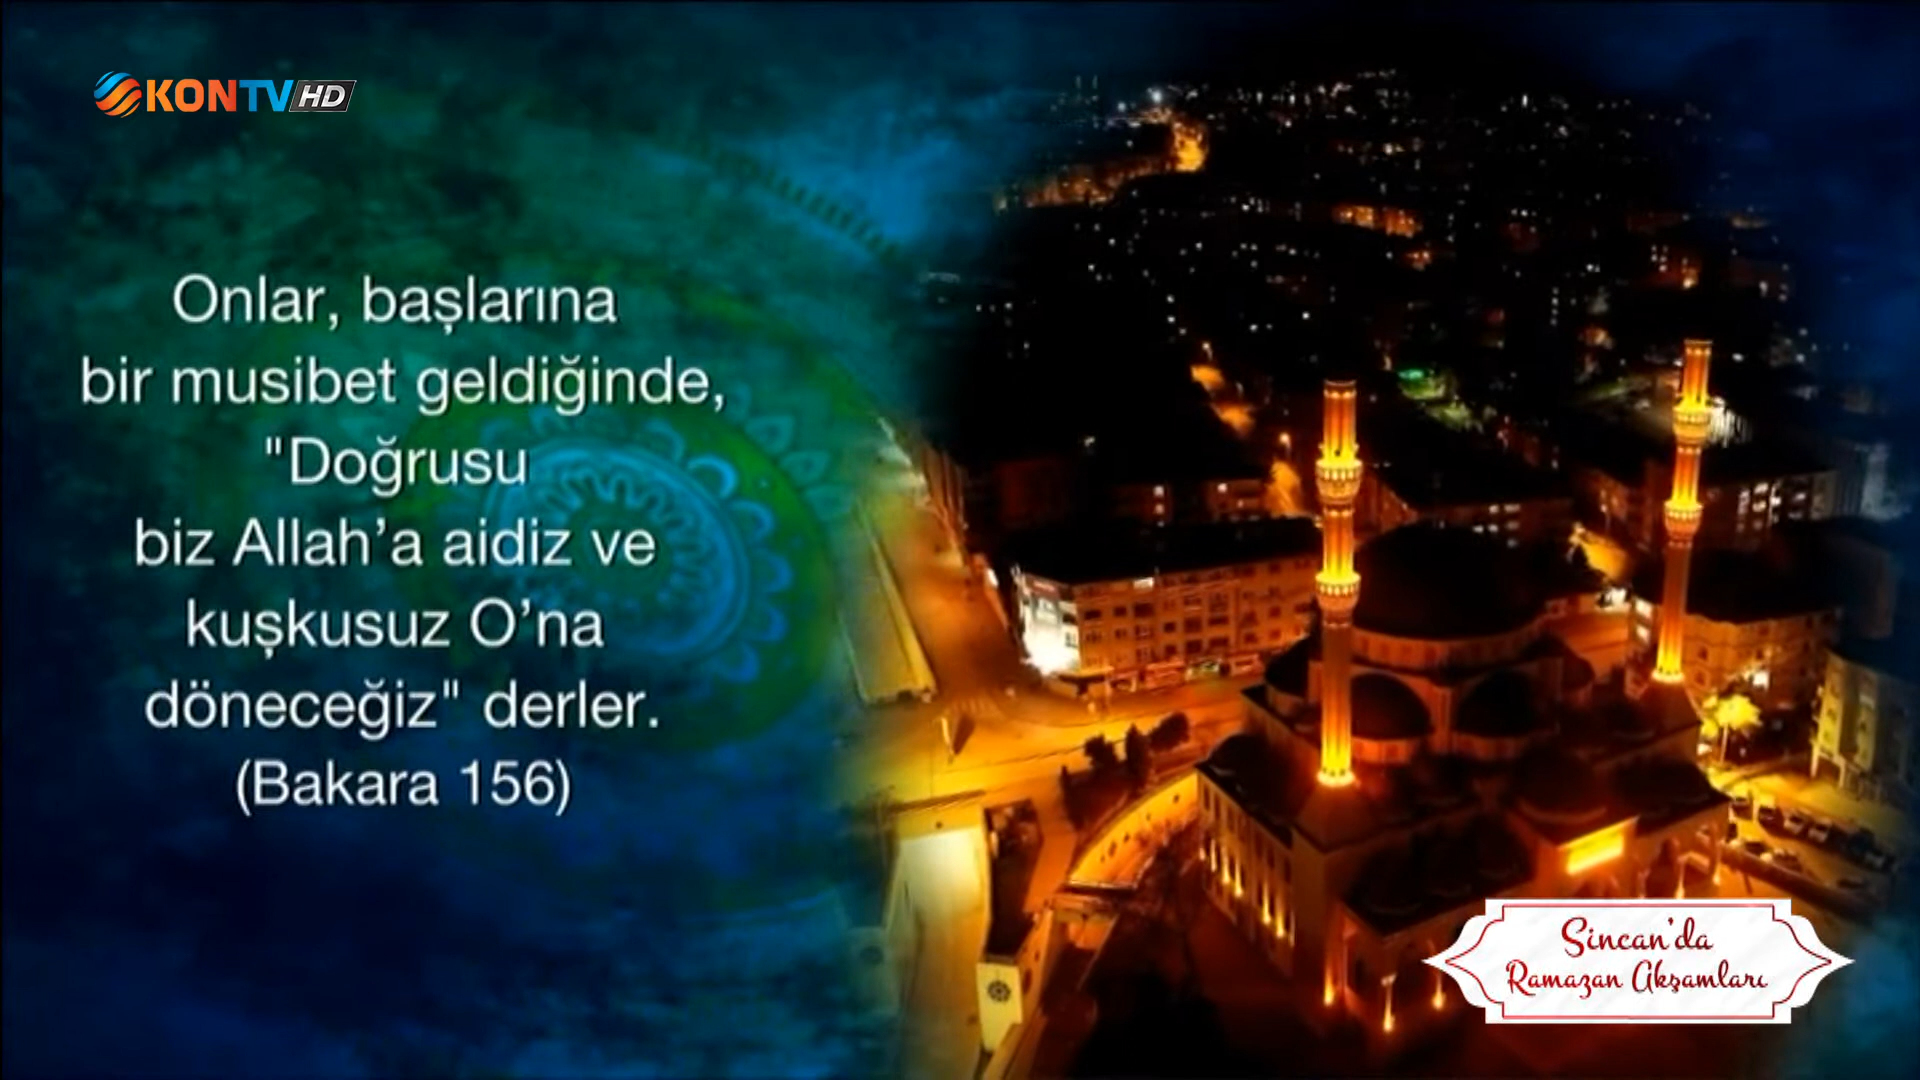 KONTV HD
Onlar, başlarına
bir musibet geldiğinde,
"Doğrusu
biz Allah’a aidiz ve
kuşkusuz O’na
döneceğiz" derler.
(Bakara 156)
Sincan’da
Ramazan Akşamları